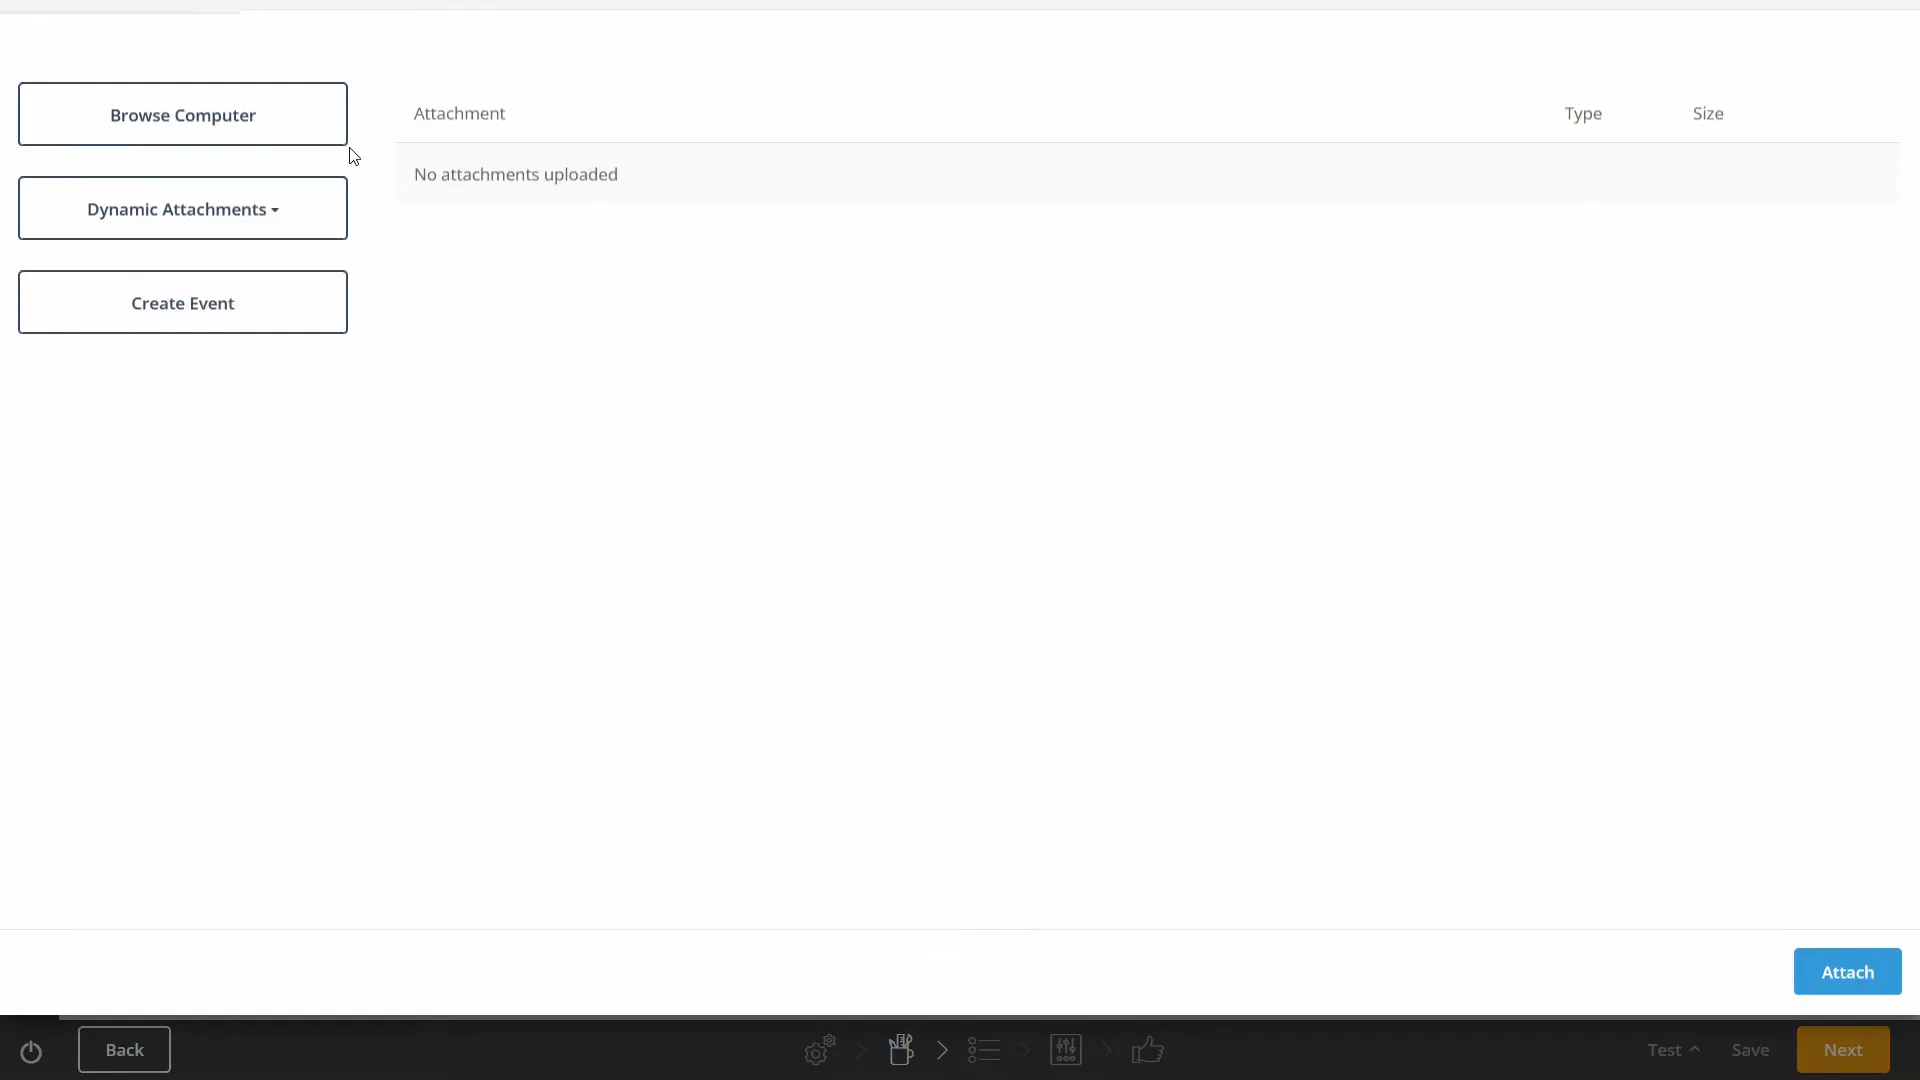 Browse Computer
Dynamic Attachments
Create Event
Attachment Type Size
No attachments uploaded
Attach
Back
Test Save Next